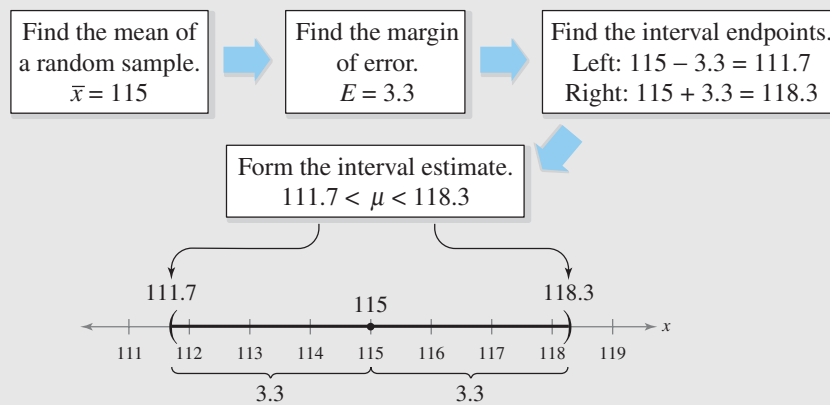 Find the mean of
a random sample.
x̄ = 115
Find the margin
of error.
E = 3.3
Find the interval endpoints.
Left: 115 − 3.3 = 111.7
Right: 115 + 3.3 = 118.3
Form the interval estimate.
111.7 < μ < 118.3
111.7
115
118.3
x
111 112 113 114 115 116 117 118 119
3.3 3.3